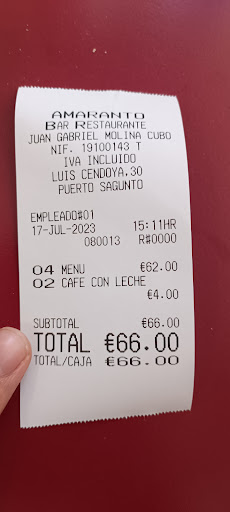 AMARANTO
BAR RESTAURANTE
JUAN GABRIEL MOLINA CUBO
NIF. 19100143 T
IVA INCLUIDO
LUIS CENDOYA,30
PUERTO SAGUNTO
EMPLEADO#01
17-JUL-2023 15:11HR
080013 R#0000
04 MENU €62.00
02 CAFE CON LECHE
€4.00
SUBTOTAL €66.00
TOTAL €66.00
TOTAL/CAJA €66.00